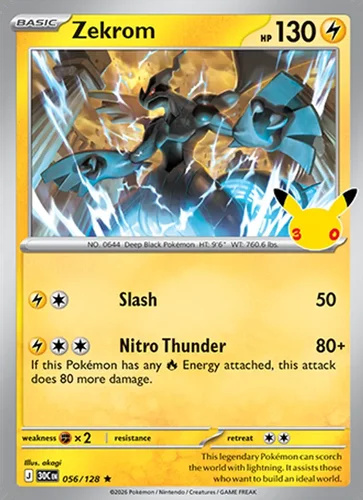 BASIC
Zekrom
HP 130
30
NO. 0644 Deep Black Pokémon HT: 9'6" WT: 760.6 lbs.
Slash 50
Nitro Thunder 80+
If this Pokémon has any Energy attached, this attack
does 80 more damage.
weakness ×2 resistance retreat
Illus. akagi
J 30C EN 056/128 ★
This legendary Pokémon can scorch
the world with lightning. It assists those
who want to build an ideal world.
©2026 Pokémon / Nintendo / Creatures / GAME FREAK